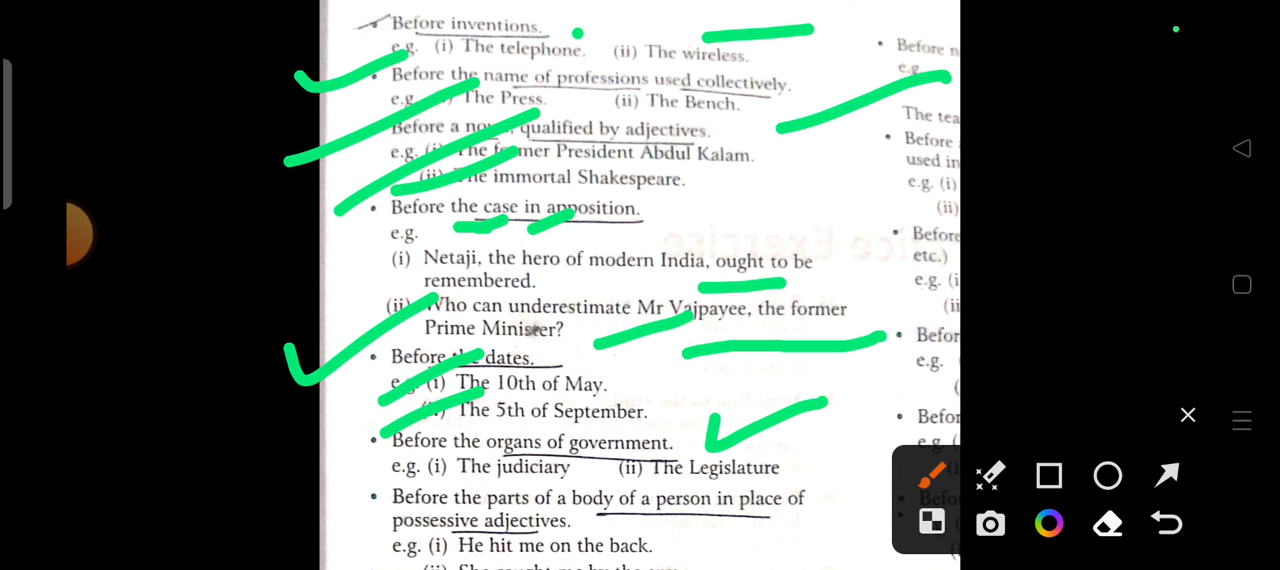 Before inventions.
e.g. (i) The telephone. (ii) The wireless.
• Before the name of professions used collectively.
e.g. The Press. (ii) The Bench.
Before a qualified by adjectives.
e.g. (i) The former President Abdul Kalam.
(ii) The immortal Shakespeare.
• Before the case in apposition.
e.g.
(i) Netaji, the hero of modern India, ought to be
remembered.
(ii) Who can underestimate Mr Vajpayee, the former
Prime Minister?
• Before the dates.
e.g. (i) The 10th of May.
The 5th of September.
• Before the organs of government.
e.g. (i) The judiciary (ii) The Legislature
• Before the parts of a body of a person in place of
possessive adjectives.
e.g. (i) He hit me on the back.
• Before
e.g.
The
• Before
used in
e.g. (i)
(ii)
• Before
etc.)
e.g. (i
(ii
•
e.g.
•
e.g.